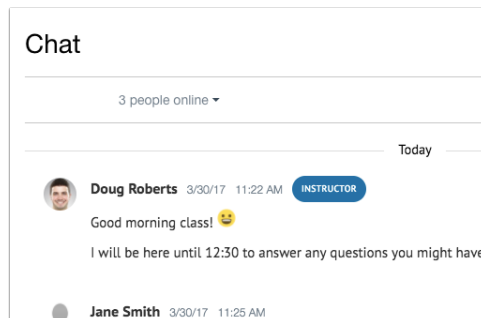 Chat
3 people online
Today
Doug Roberts 3/30/17 11:22 AM INSTRUCTOR
Good morning class! 😀
I will be here until 12:30 to answer any questions you might have
Jane Smith 3/30/17 11:25 AM